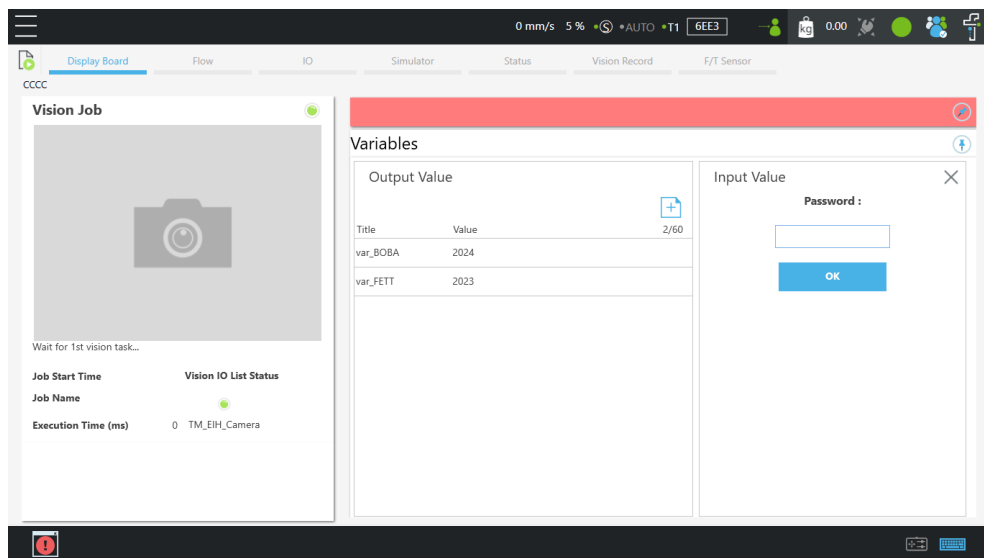 0 mm/s 5 % S AUTO T1 6EE3 kg 0.00
Display Board Flow IO Simulator Status Vision Record F/T Sensor
CCCC
Vision Job
Wait for 1st vision task...
Job Start Time Vision IO List Status
Job Name
Execution Time (ms) 0 TM_EIH_Camera
Variables
Output Value
Title Value 2/60
var_BOBA 2024
var_FETT 2023
Input Value
Password :
OK